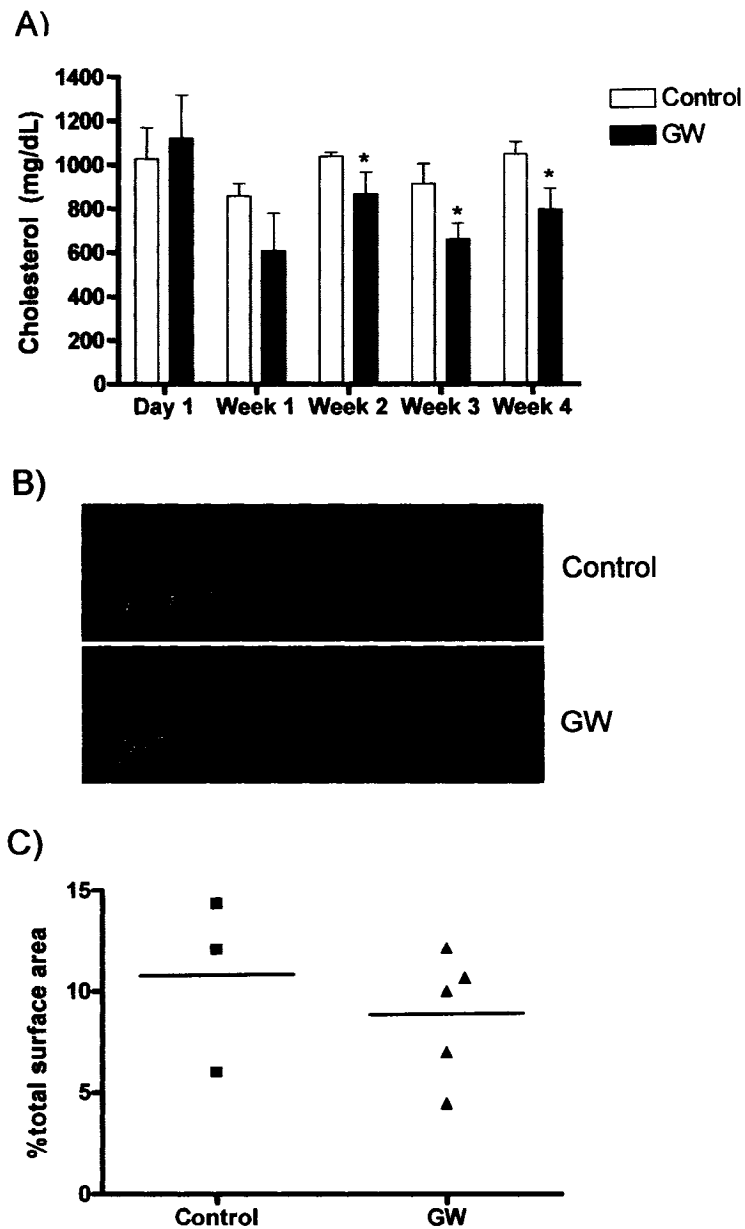 A)
Cholesterol (mg/dL)
1400
1200
1000
800
600
400
200
0
* * *
Day 1 Week 1 Week 2 Week 3 Week 4
Control
GW
B)
Control
GW
C)
%total surface area
15
10
5
0
Control GW